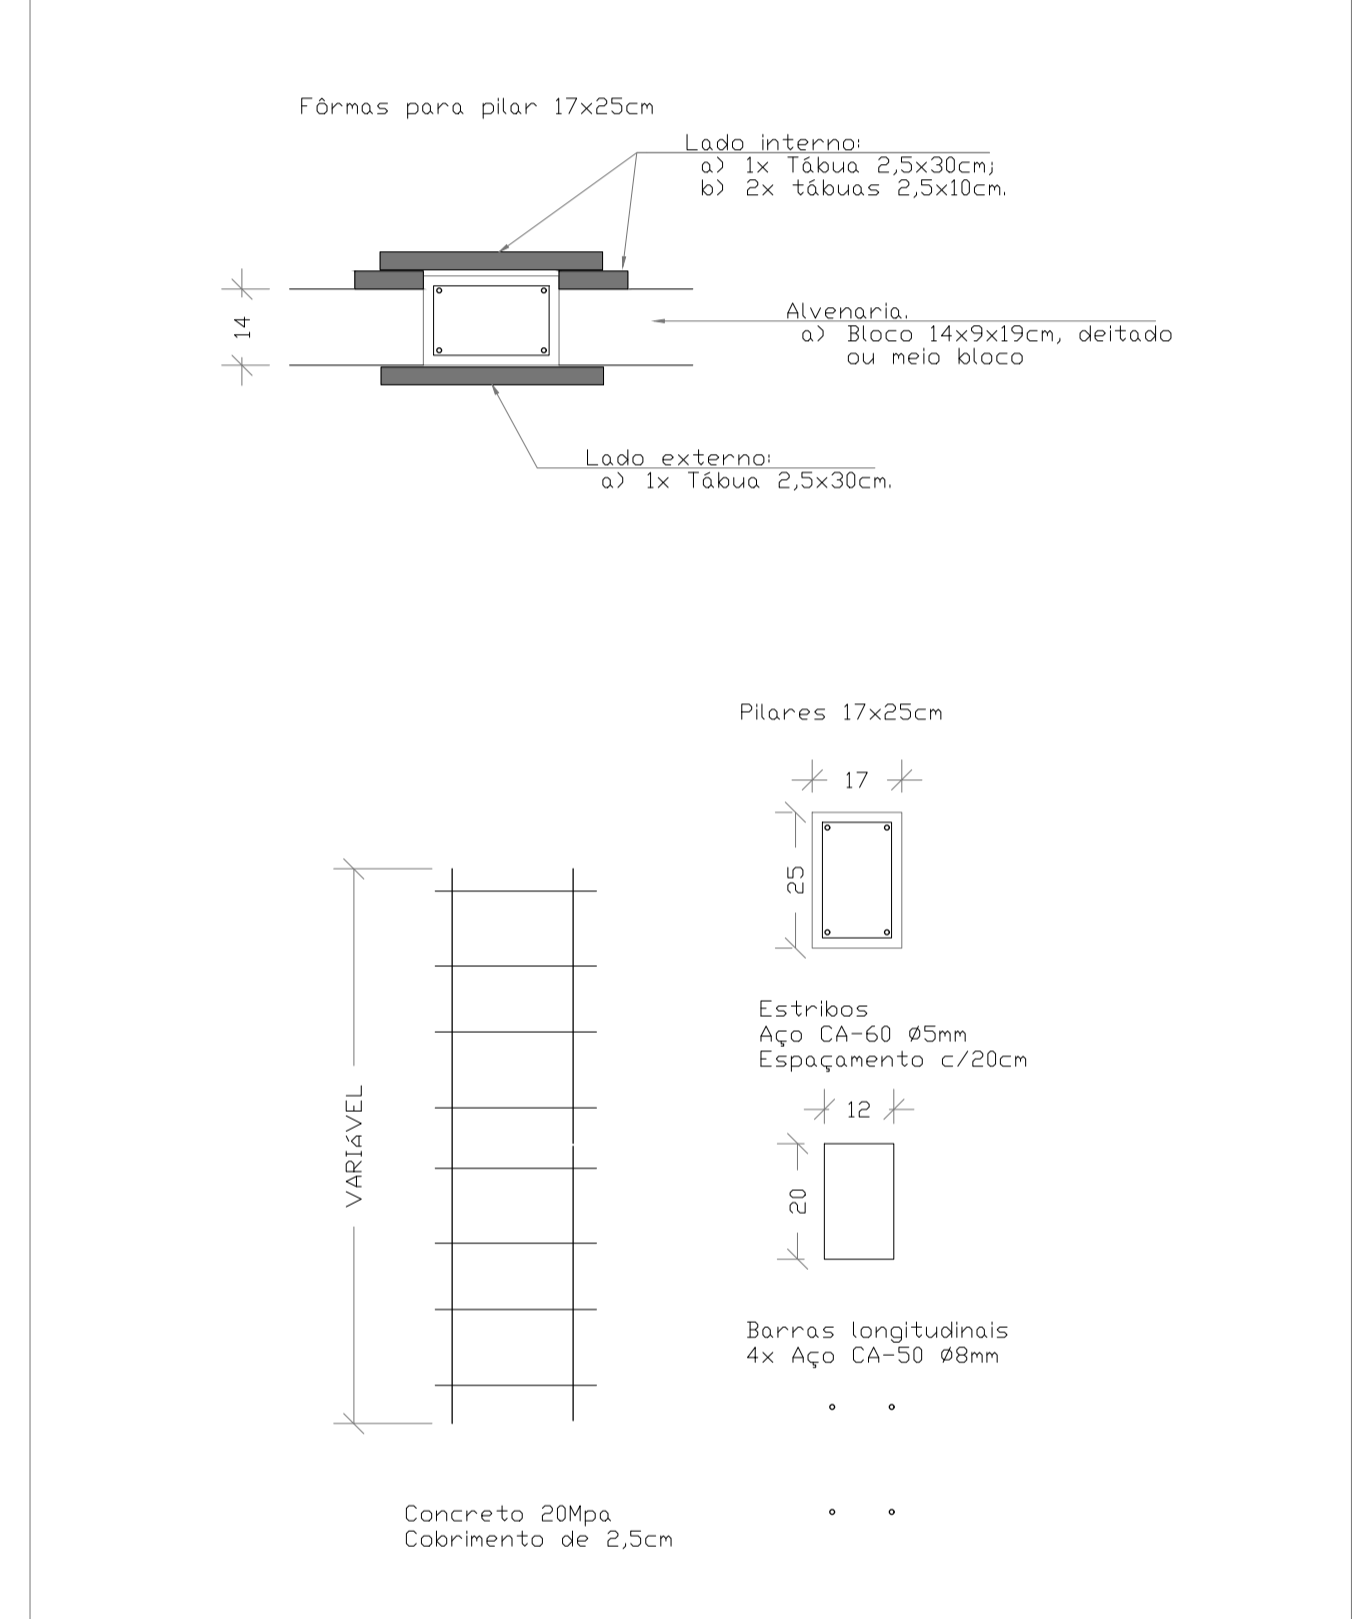 Fôrmas para pilar 17x25cm
Lado interno:
a) 1x Tábua 2,5x30cm;
b) 2x tábuas 2,5x10cm.
14
Alvenaria.
a) Bloco 14x9x19cm, deitado
ou meio bloco
Lado externo:
a) 1x Tábua 2,5x30cm.
Pilares 17x25cm
17
25
Estribos
Aço CA-60 Ø5mm
Espaçamento c/20cm
12
20
VARIÁVEL
Barras longitudinais
4x Aço CA-50 Ø8mm
Concreto 20Mpa
Cobrimento de 2,5cm